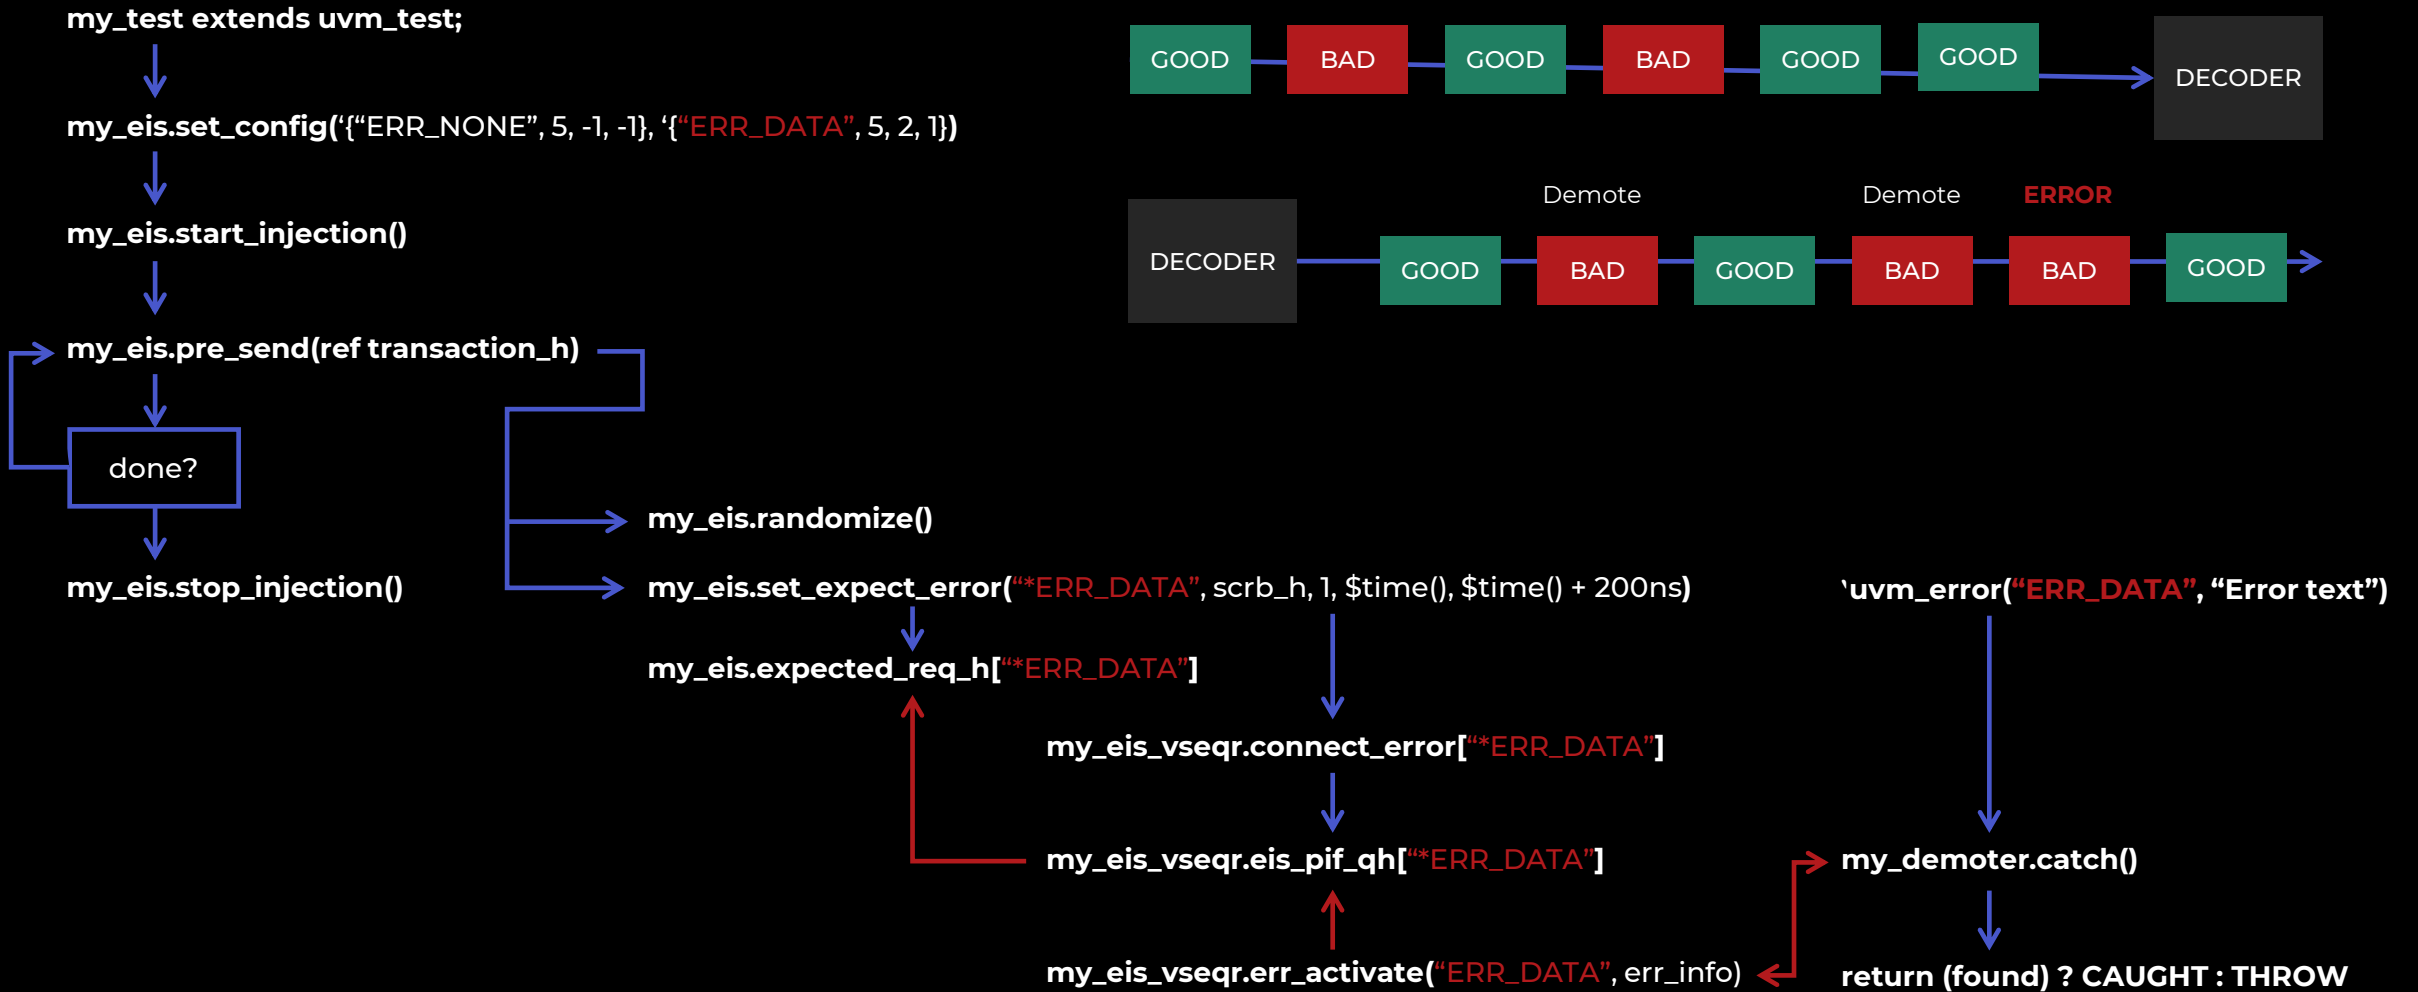 my_test extends uvm_test;
my_eis.set_config(‘{“ERR_NONE”, 5, -1, -1}, ‘{“ERR_DATA”, 5, 2, 1})
my_eis.start_injection()
my_eis.pre_send(ref transaction_h)
done?
my_eis.stop_injection()
GOOD BAD GOOD BAD GOOD GOOD DECODER
Demote Demote ERROR
DECODER GOOD BAD GOOD BAD BAD GOOD
my_eis.randomize()
my_eis.set_expect_error(“*ERR_DATA”, scrb_h, 1, $time(), $time() + 200ns)
my_eis.expected_req_h[“*ERR_DATA”]
my_eis_vseqr.connect_error[“*ERR_DATA”]
my_eis_vseqr.eis_pif_qh[“*ERR_DATA”]
my_eis_vseqr.err_activate(“ERR_DATA”, err_info)
`uvm_error(“ERR_DATA”, “Error text”)
my_demoter.catch()
return (found) ? CAUGHT : THROW